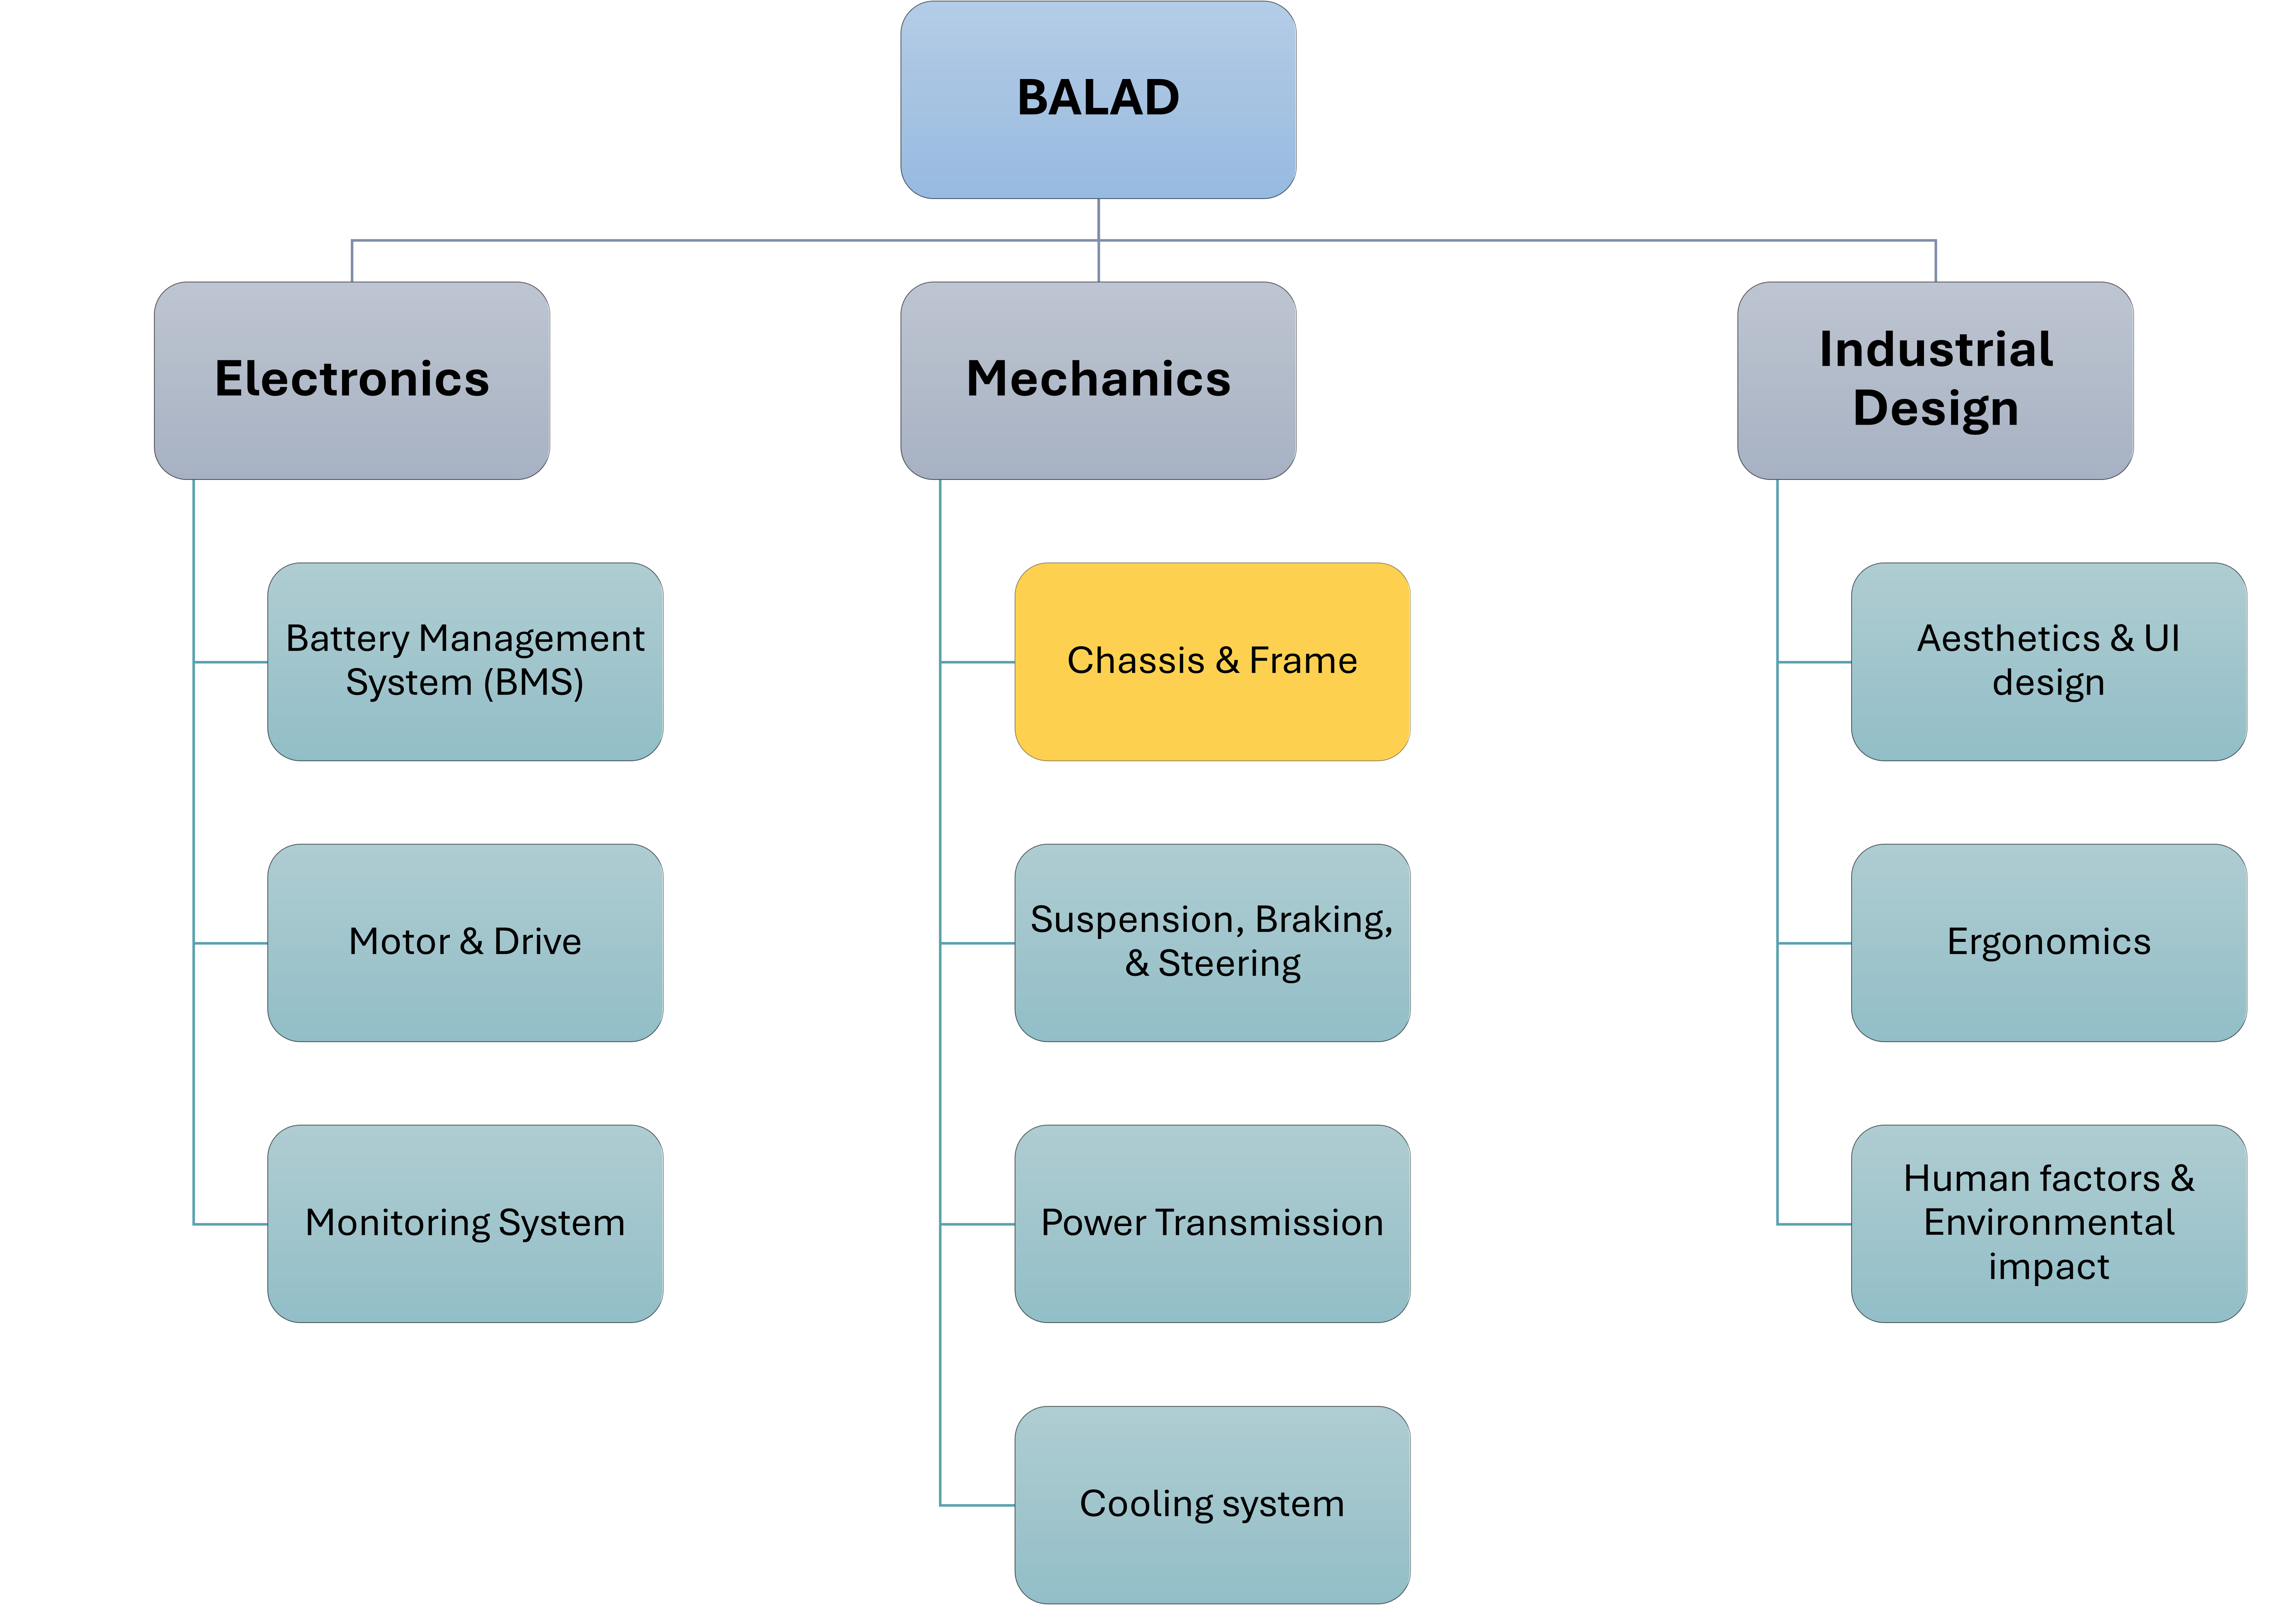 BALAD
Electronics
Battery Management
System (BMS)
Motor & Drive
Monitoring System
Mechanics
Chassis & Frame
Suspension, Braking,
& Steering
Power Transmission
Cooling system
Industrial
Design
Aesthetics & UI
design
Ergonomics
Human factors &
Environmental
impact